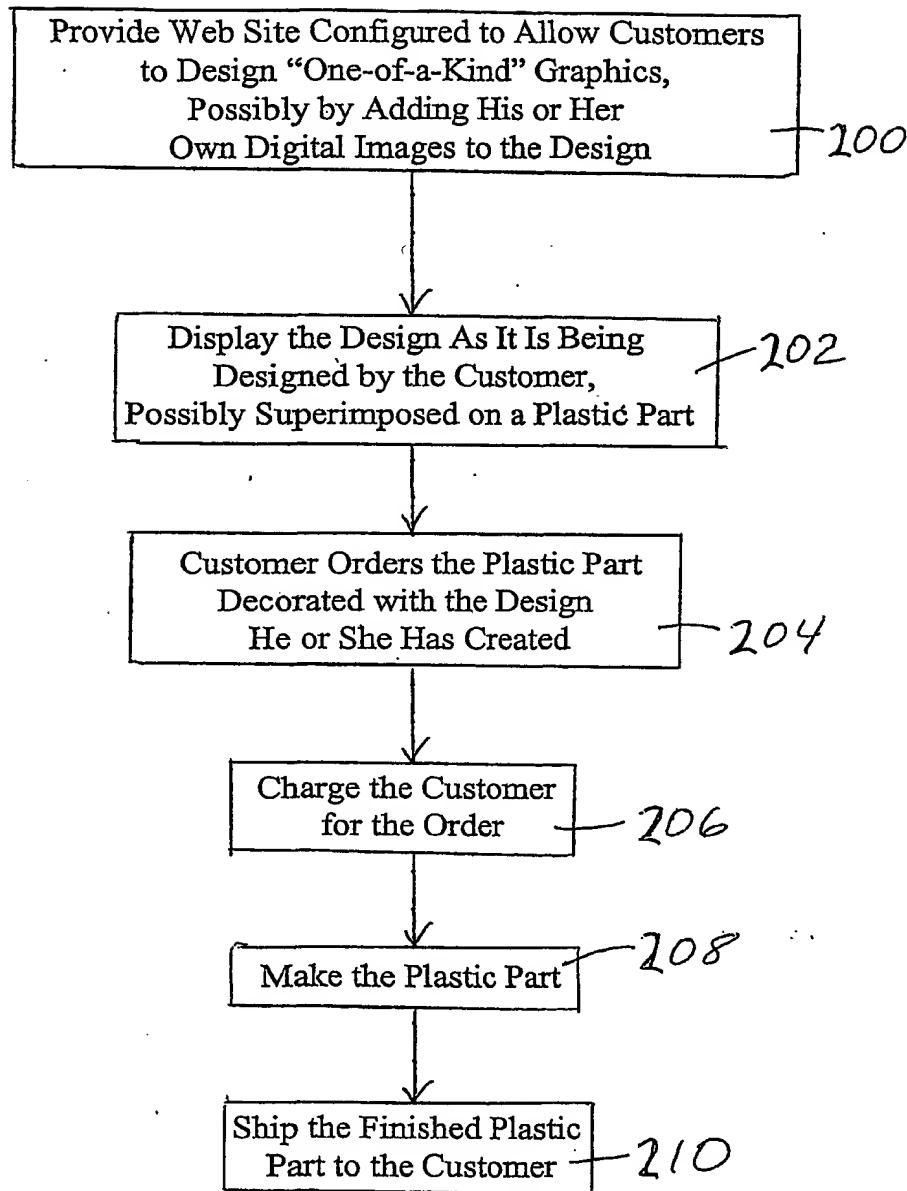 Provide Web Site Configured to Allow Customers
to Design “One-of-a-Kind” Graphics,
Possibly by Adding His or Her
Own Digital Images to the Design
200
Display the Design As It Is Being
Designed by the Customer,
Possibly Superimposed on a Plastic Part
202
Customer Orders the Plastic Part
Decorated with the Design
He or She Has Created
204
Charge the Customer
for the Order
206
Make the Plastic Part
208
Ship the Finished Plastic
Part to the Customer
210